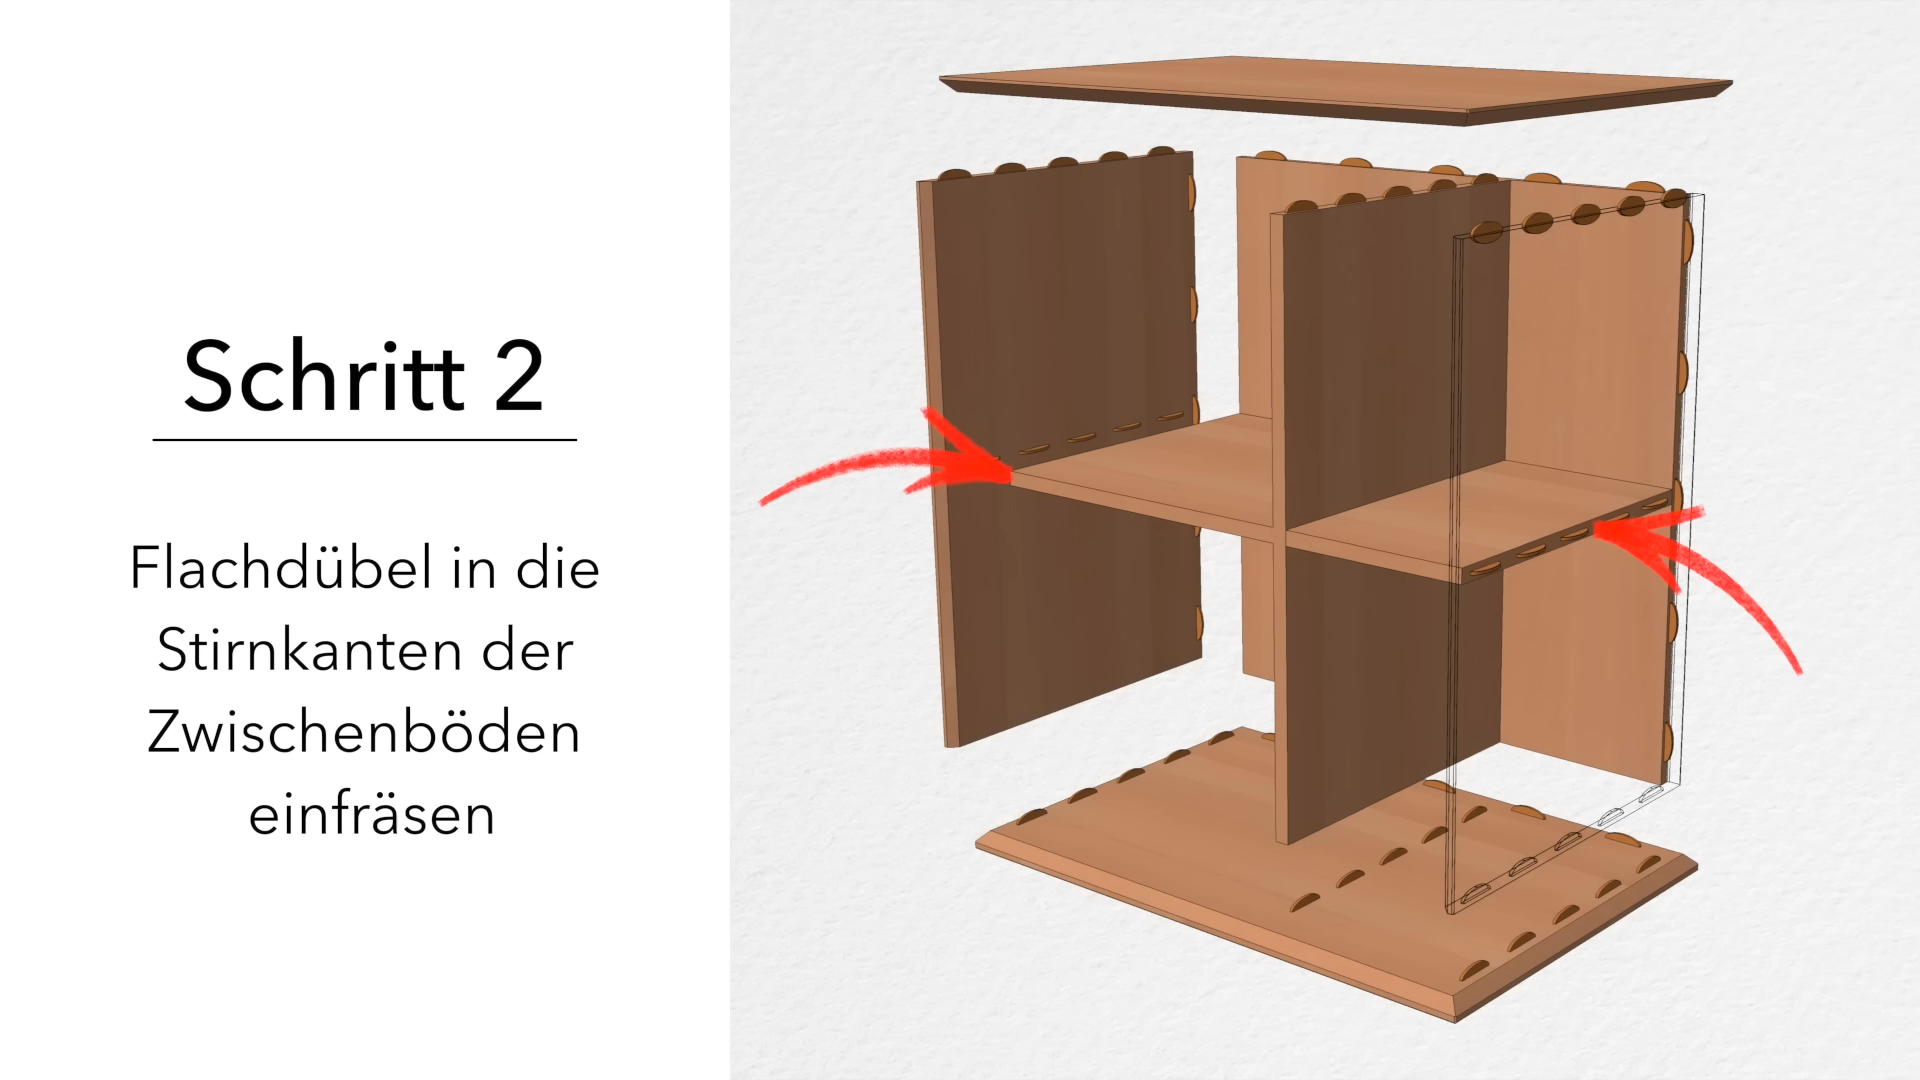 Schritt 2
Flachdübel in die
Stirnkanten der
Zwischenböden
einfräsen